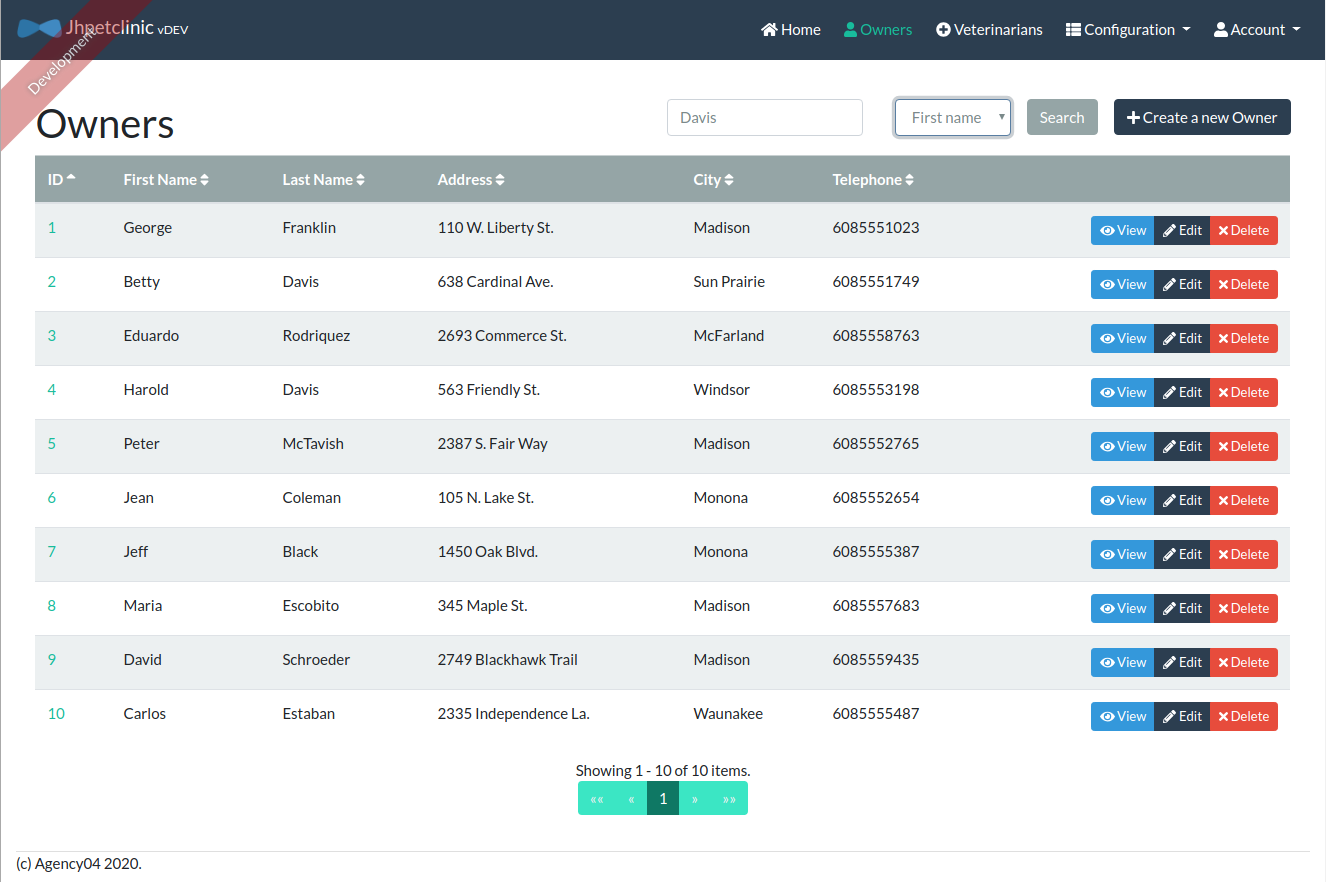 Jhpetclinic vDEV Home Owners Veterinarians Configuration Account
Development
Owners Davis First name Search Create a new Owner
ID First Name Last Name Address City Telephone
1 George Franklin 110 W. Liberty St. Madison 6085551023 View Edit Delete
2 Betty Davis 638 Cardinal Ave. Sun Prairie 6085551749 View Edit Delete
3 Eduardo Rodriquez 2693 Commerce St. McFarland 6085558763 View Edit Delete
4 Harold Davis 563 Friendly St. Windsor 6085553198 View Edit Delete
5 Peter McTavish 2387 S. Fair Way Madison 6085552765 View Edit Delete
6 Jean Coleman 105 N. Lake St. Monona 6085552654 View Edit Delete
7 Jeff Black 1450 Oak Blvd. Monona 6085555387 View Edit Delete
8 Maria Escobito 345 Maple St. Madison 6085557683 View Edit Delete
9 David Schroeder 2749 Blackhawk Trail Madison 6085559435 View Edit Delete
10 Carlos Estaban 2335 Independence La. Waunakee 6085555487 View Edit Delete
Showing 1 - 10 of 10 items.
«« « 1 » »»
(c) Agency04 2020.